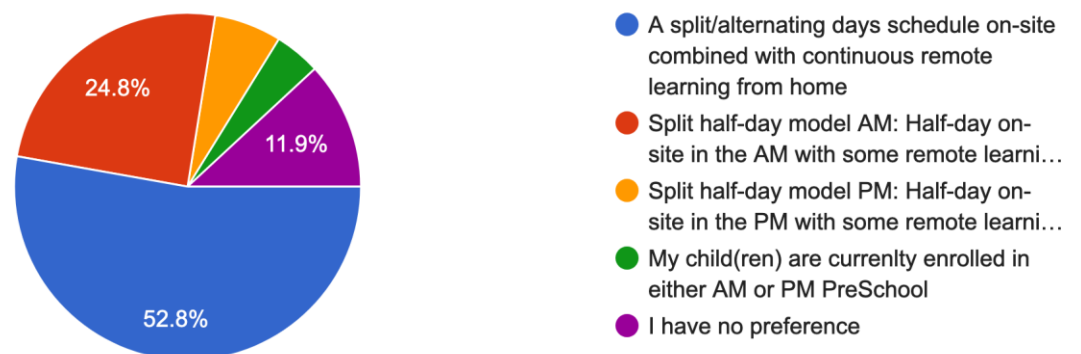 24.8%
11.9%
52.8%
A split/alternating days schedule on-site
combined with continuous remote
learning from home
Split half-day model AM: Half-day on-
site in the AM with some remote learni…
Split half-day model PM: Half-day on-
site in the PM with some remote learni…
My child(ren) are currenlty enrolled in
either AM or PM PreSchool
I have no preference